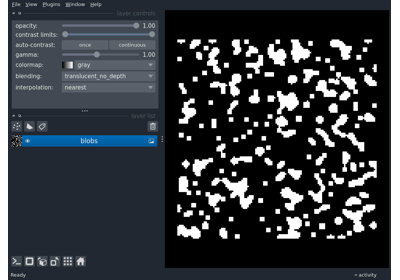 File View Plugins Window Help
layer controls
opacity: 1.00
contrast limits:
auto-contrast: once continuous
gamma: 1.00
colormap: gray
blending: translucent_no_depth
interpolation: nearest
layer list
blobs
Ready
activity